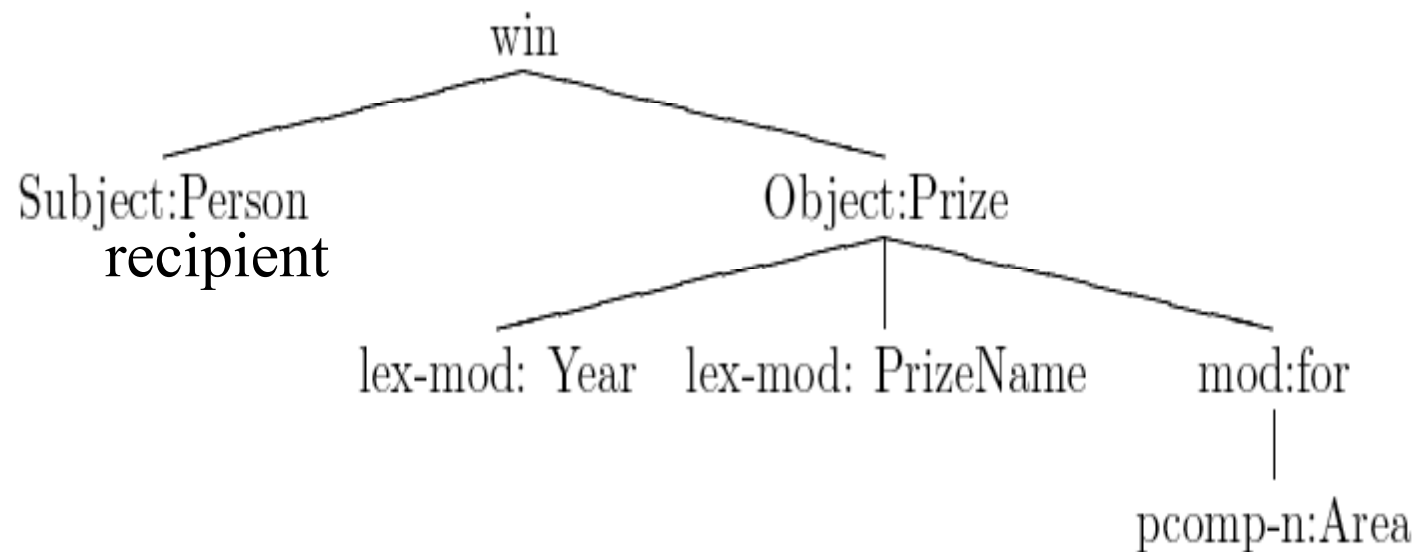 win
Subject:Person Object:Prize
recipient
lex-mod: Year lex-mod: PrizeName mod:for
pcomp-n:Area